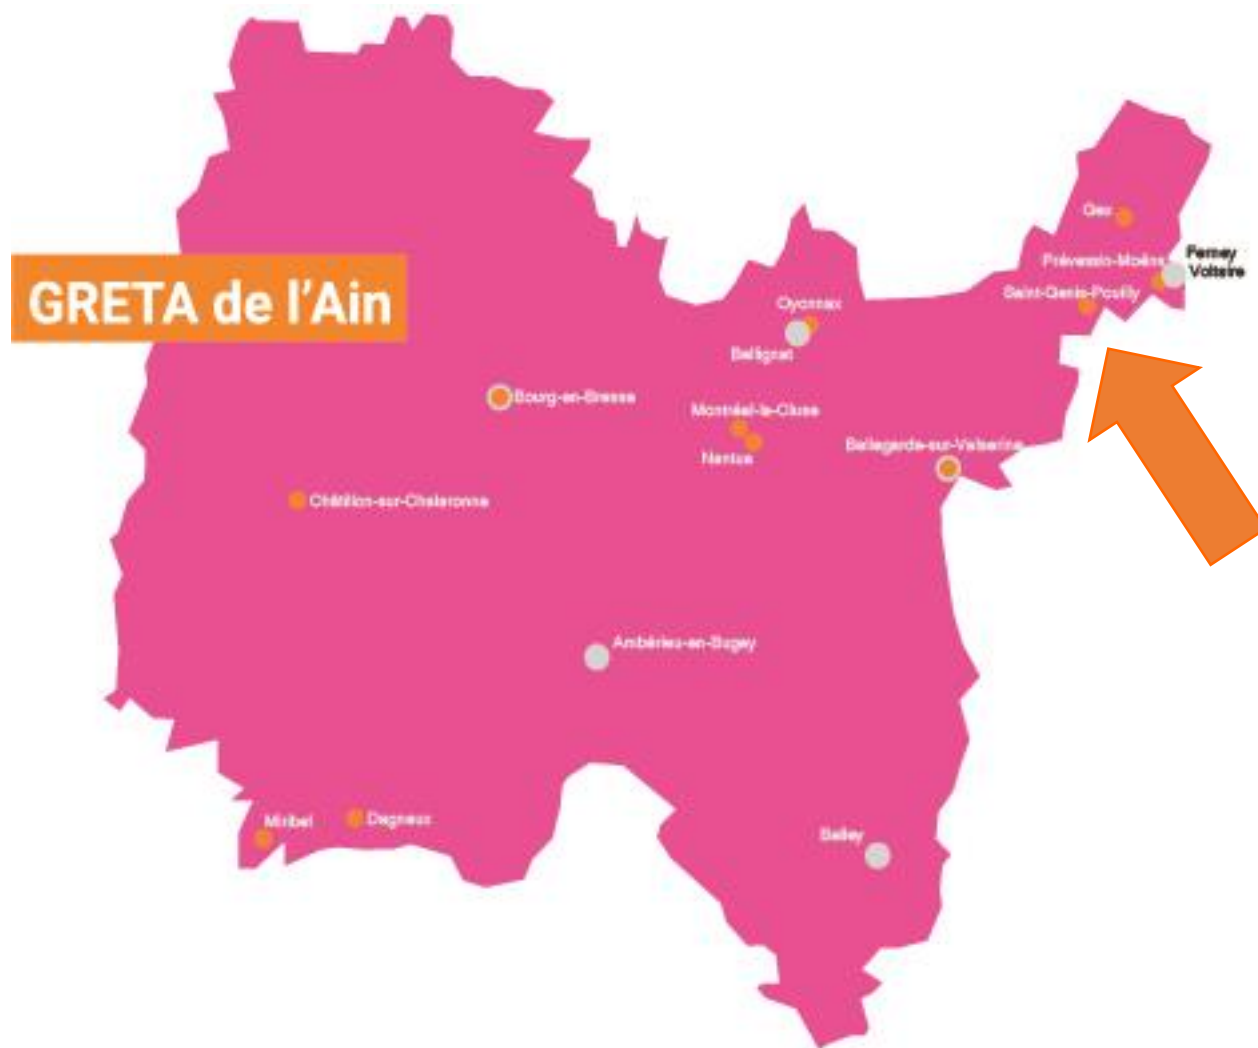 Gex
Ferney
Voltaire
Prévessin-Moëns
Saint-Genis-Pouilly
GRETA de l'Ain
Oyonnax
Bellignat
Bourg-en-Bresse
Montréal-la-Cluse
Nantua
Bellegarde-sur-Valserine
Châtillon-sur-Chalaronne
Ambérieu-en-Bugey
Miribel
Dagneux
Belley